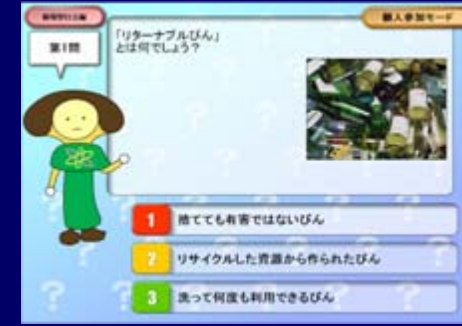 個人参加モード
第1問
「リターナブルびん」
とは何でしょう？
1 捨てても有害ではないびん
2 リサイクルした資源から作られたびん
3 洗って何度も利用できるびん